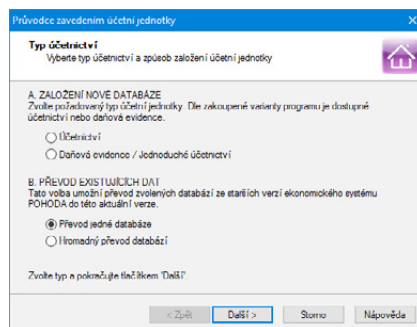 Průvodce zavedením účetní jednotky
Typ účetnictví
Vyberte typ účetnictví a způsob založení účetní jednotky
A. ZALOŽENÍ NOVÉ DATABÁZE
Zvolte požadovaný typ účetní jednotky. Dle zakoupené varianty programu je dostupné
účetnictví nebo daňová evidence.
Účetnictví
Daňová evidence / Jednoduché účetnictví
B. PŘEVOD EXISTUJÍCÍCH DAT
Tato volba umožní převod zvolených databází ze starších verzí ekonomického systému
POHODA do této aktuální verze.
Převod jedné databáze
Hromadný převod databází
Zvolte typ a pokračujte tlačítkem 'Další'.
< Zpět Další > Storno Nápověda